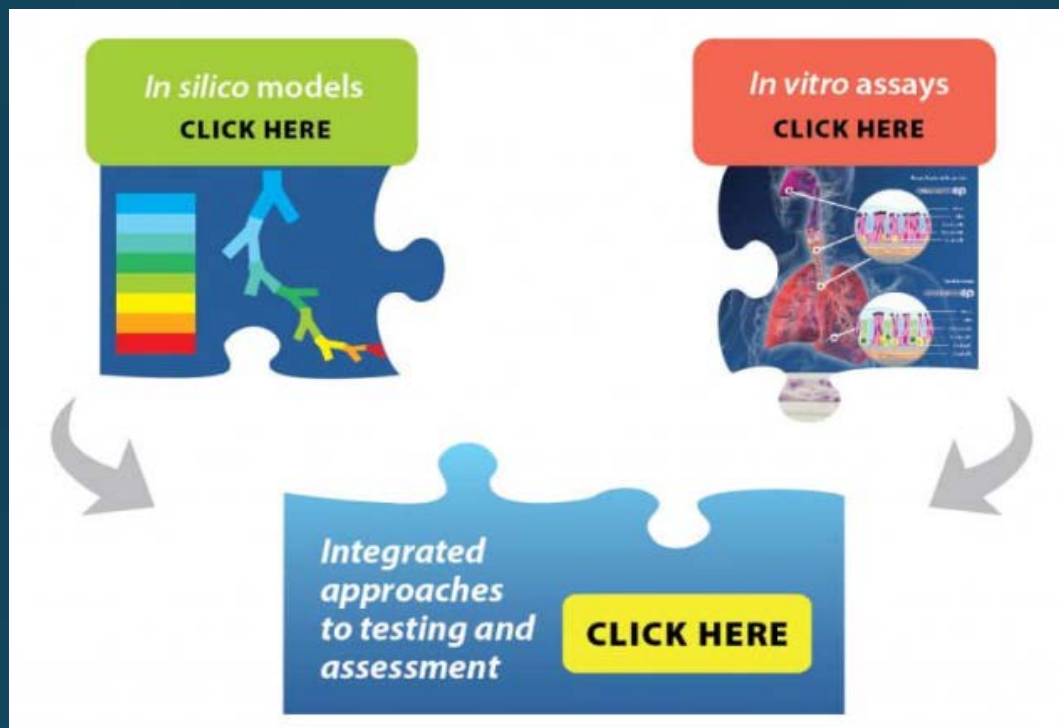 In silico models
CLICK HERE
In vitro assays
CLICK HERE
Integrated
approaches
to testing and
assessment
CLICK HERE